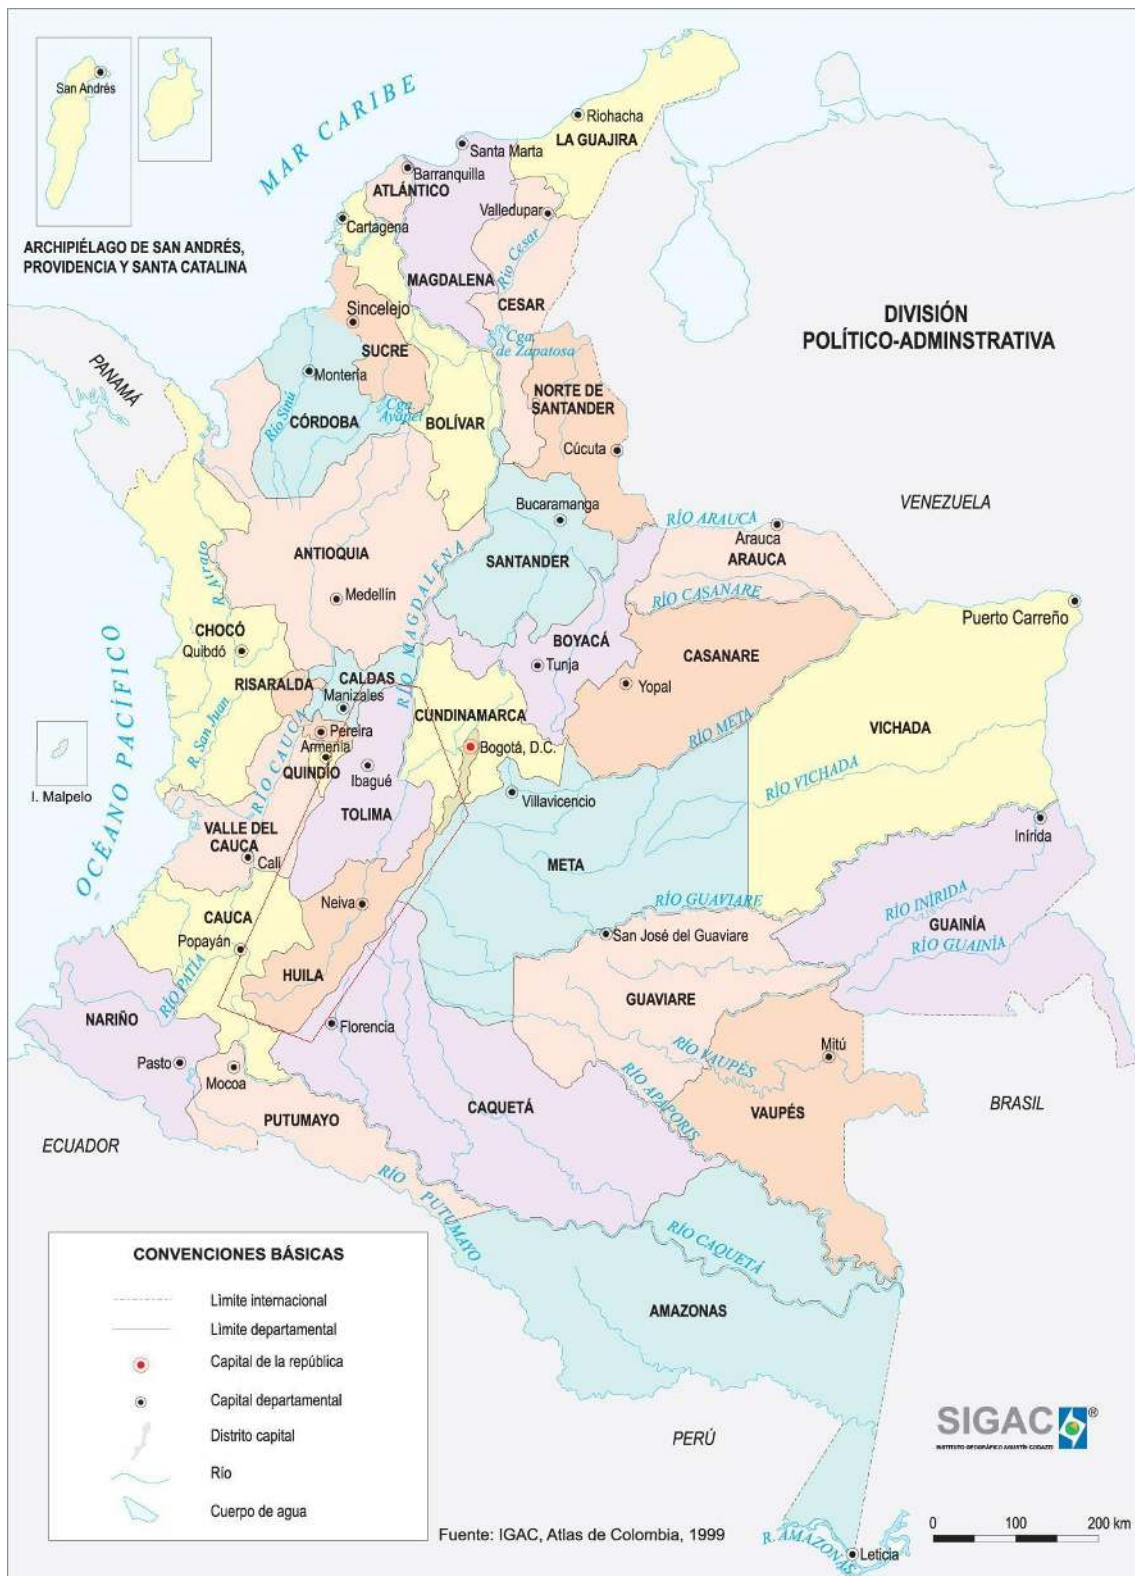 San Andrés
ARCHIPIÉLAGO DE SAN ANDRÉS,
PROVIDENCIA Y SANTA CATALINA
MAR CARIBE
Riohacha
LA GUAJIRA
Santa Marta
Barranquilla
ATLÁNTICO
Valledupar
Cartagena
Río Cesar
MAGDALENA
CESAR
DIVISIÓN
POLÍTICO-ADMINSTRATIVA
Sincelejo
SUCRE
Cga.
de Zapatosa
PANAMÁ
Montería
NORTE DE
SANTANDER
Río Sinú
Cga.
Ayapel
CÓRDOBA
BOLÍVAR
Cúcuta
VENEZUELA
Bucaramanga
RÍO ARAUCA
Arauca
ARAUCA
ANTIOQUIA
SANTANDER
R. Atrato
RÍO MAGDALENA
Medellín
RÍO CASANARE
Puerto Carreño
CHOCÓ
Quibdó
BOYACÁ
Tunja
CASANARE
Yopal
RISARALDA
CALDAS
Manizales
CUNDINAMARCA
RÍO META
VICHADA
OCÉANO PACÍFICO
R. San Juan
RÍO CAUCA
Pereira
Armenia
QUINDÍO
Bogotá, D.C.
Ibagué
I. Malpelo
Villavicencio
RÍO VICHADA
TOLIMA
VALLE DEL
CAUCA
Cali
Inírida
META
Neiva
RÍO GUAVIARE
RÍO INÍRIDA
CAUCA
GUAINÍA
Popayán
San José del Guaviare
RÍO GUAINÍA
RÍO PATÍA
HUILA
GUAVIARE
NARIÑO
Florencia
RÍO VAUPÉS
Mitú
Pasto
Mocoa
RÍO APAPORIS
CAQUETÁ
VAUPÉS
BRASIL
PUTUMAYO
ECUADOR
RÍO PUTUMAYO
RÍO CAQUETÁ
AMAZONAS
CONVENCIONES BÁSICAS
Lìmite internacional
Lìmite departamental
Capital de la república
Capital departamental
Distrito capital
Río
Cuerpo de agua
PERÚ
SIGAC®
INSTITUTO GEOGRÁFICO AGUSTÍN CODAZZI
Fuente: IGAC, Atlas de Colombia, 1999
0 100 200 km
R. AMAZONAS
Leticia